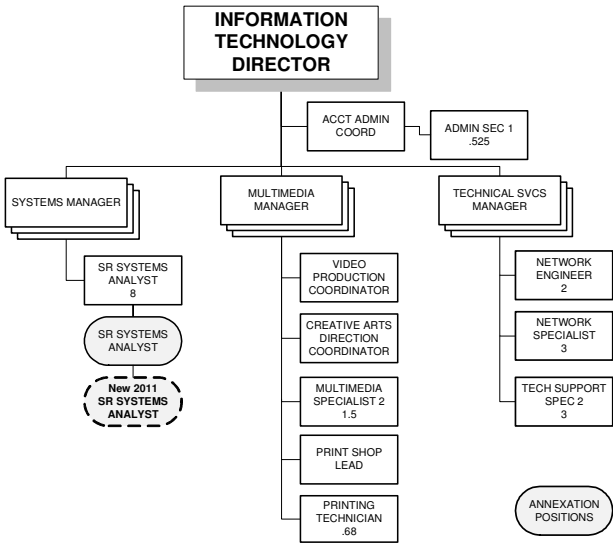 INFORMATION
TECHNOLOGY
DIRECTOR
ACCT ADMIN
COORD
ADMIN SEC 1
.525
SYSTEMS MANAGER
MULTIMEDIA
MANAGER
TECHNICAL SVCS
MANAGER
SR SYSTEMS
ANALYST
8
SR SYSTEMS
ANALYST
New 2011
SR SYSTEMS
ANALYST
VIDEO
PRODUCTION
COORDINATOR
CREATIVE ARTS
DIRECTION
COORDINATOR
MULTIMEDIA
SPECIALIST 2
1.5
PRINT SHOP
LEAD
PRINTING
TECHNICIAN
.68
NETWORK
ENGINEER
2
NETWORK
SPECIALIST
3
TECH SUPPORT
SPEC 2
3
ANNEXATION
POSITIONS